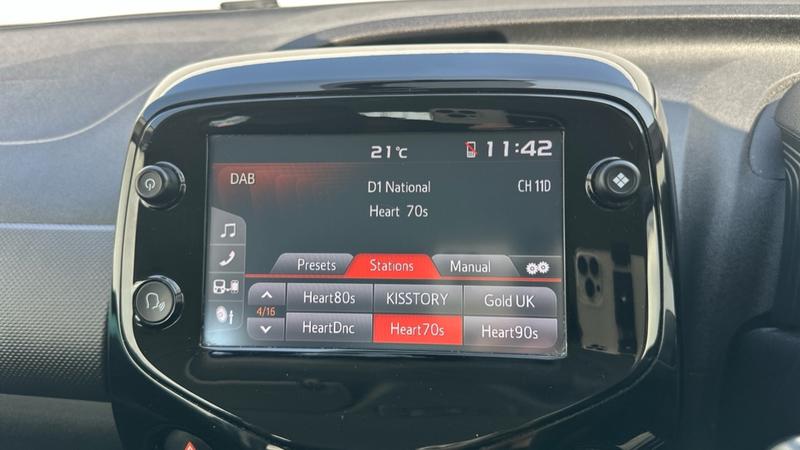 21°C 11:42
DAB
D1 National CH 11D
Heart 70s
Presets Stations Manual
Heart80s KISSTORY Gold UK
4/16
HeartDnc Heart70s Heart90s